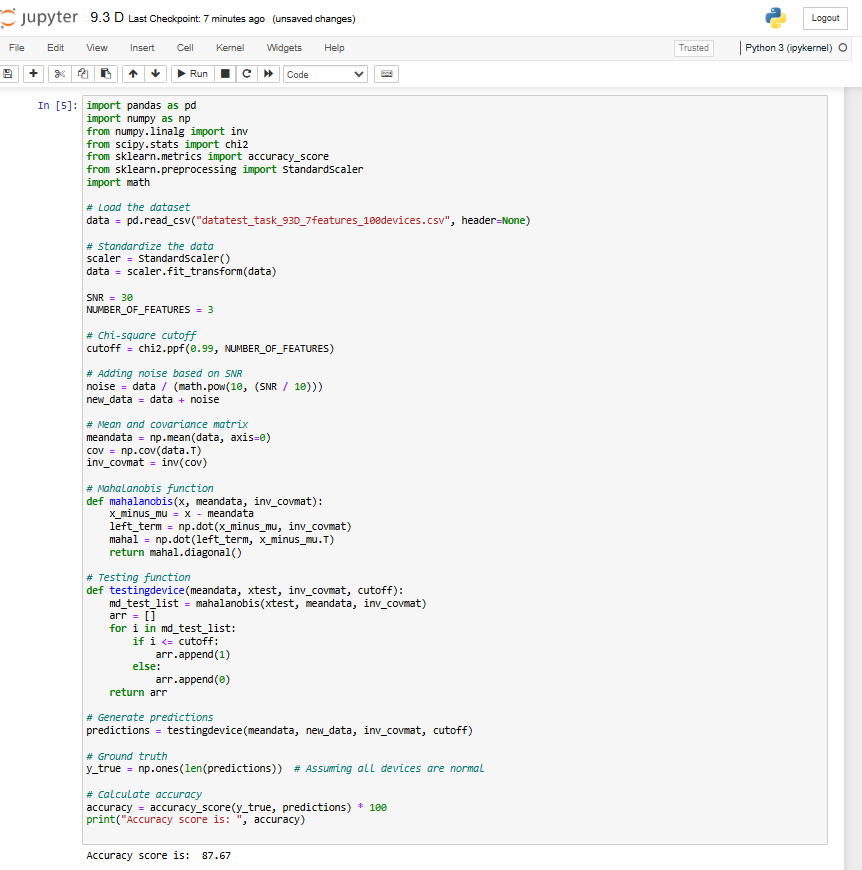 jupyter 9.3 D Last Checkpoint: 7 minutes ago (unsaved changes) Logout
File Edit View Insert Cell Kernel Widgets Help Trusted Python 3 (ipykernel)
Run Code
In [5]:
import pandas as pd
import numpy as np
from numpy.linalg import inv
from scipy.stats import chi2
from sklearn.metrics import accuracy_score
from sklearn.preprocessing import StandardScaler
import math

# Load the dataset
data = pd.read_csv("datatest_task_93D_7features_100devices.csv", header=None)

# Standardize the data
scaler = StandardScaler()
data = scaler.fit_transform(data)

SNR = 30
NUMBER_OF_FEATURES = 3

# Chi-square cutoff
cutoff = chi2.ppf(0.99, NUMBER_OF_FEATURES)

# Adding noise based on SNR
noise = data / (math.pow(10, (SNR / 10)))
new_data = data + noise

# Mean and covariance matrix
meandata = np.mean(data, axis=0)
cov = np.cov(data.T)
inv_covmat = inv(cov)

# Mahalanobis function
def mahalanobis(x, meandata, inv_covmat):
    x_minus_mu = x - meandata
    left_term = np.dot(x_minus_mu, inv_covmat)
    mahal = np.dot(left_term, x_minus_mu.T)
    return mahal.diagonal()

# Testing function
def testingdevice(meandata, xtest, inv_covmat, cutoff):
    md_test_list = mahalanobis(xtest, meandata, inv_covmat)
    arr = []
    for i in md_test_list:
        if i <= cutoff:
            arr.append(1)
        else:
            arr.append(0)
    return arr

# Generate predictions
predictions = testingdevice(meandata, new_data, inv_covmat, cutoff)

# Ground truth
y_true = np.ones(len(predictions))  # Assuming all devices are normal

# Calculate accuracy
accuracy = accuracy_score(y_true, predictions) * 100
print("Accuracy score is: ", accuracy)

Accuracy score is:  87.67